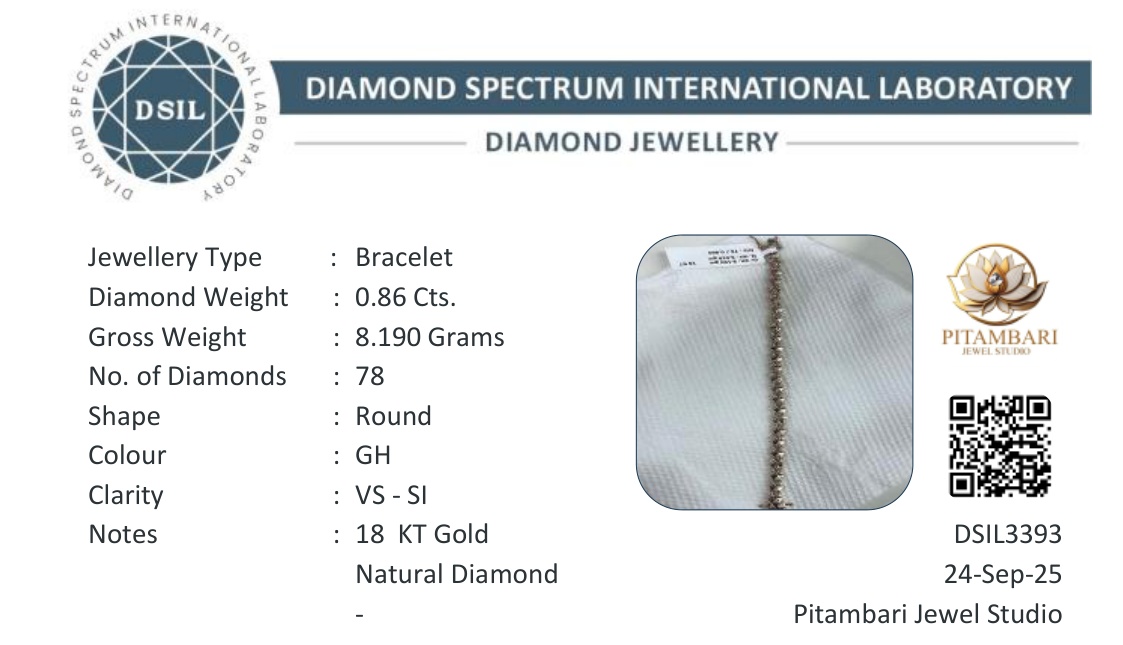 DIAMOND SPECTRUM INTERNATIONAL LABORATORY
DSIL
DIAMOND SPECTRUM INTERNATIONAL LABORATORY
DIAMOND JEWELLERY
Jewellery Type : Bracelet
Diamond Weight : 0.86 Cts.
Gross Weight : 8.190 Grams
No. of Diamonds : 78
Shape : Round
Colour : GH
Clarity : VS - SI
Notes : 18 KT Gold
Natural Diamond
-
PITAMBARI
JEWEL STUDIO
DSIL3393
24-Sep-25
Pitambari Jewel Studio